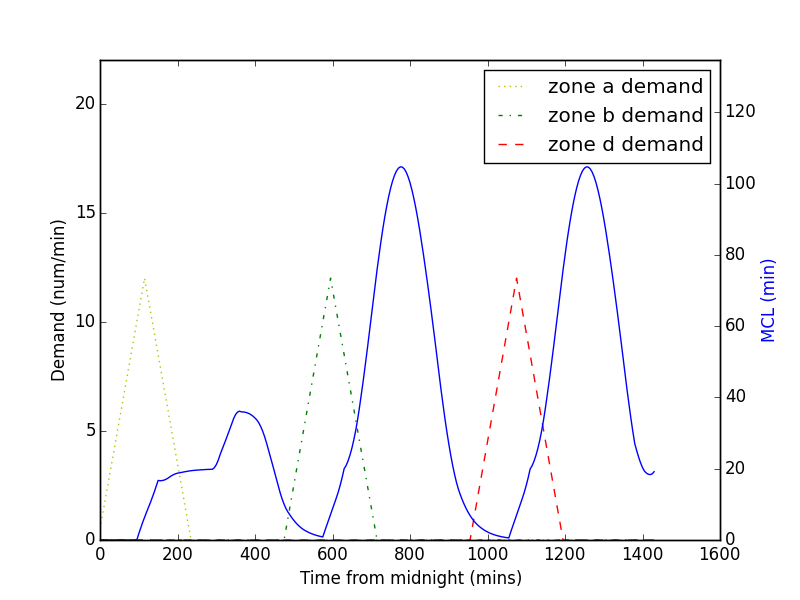 zone a demand
zone b demand
zone d demand
20
15
10
5
0
Demand (num/min)
120
100
80
60
40
20
0
MCL (min)
0 200 400 600 800 1000 1200 1400 1600
Time from midnight (mins)